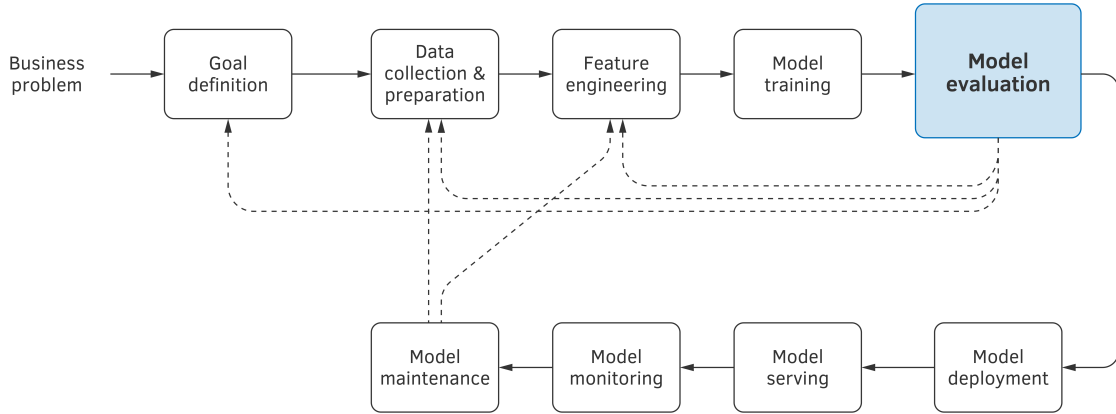 Business
problem
Goal
definition
Data
collection &
preparation
Feature
engineering
Model
training
Model
evaluation
Model
maintenance
Model
monitoring
Model
serving
Model
deployment